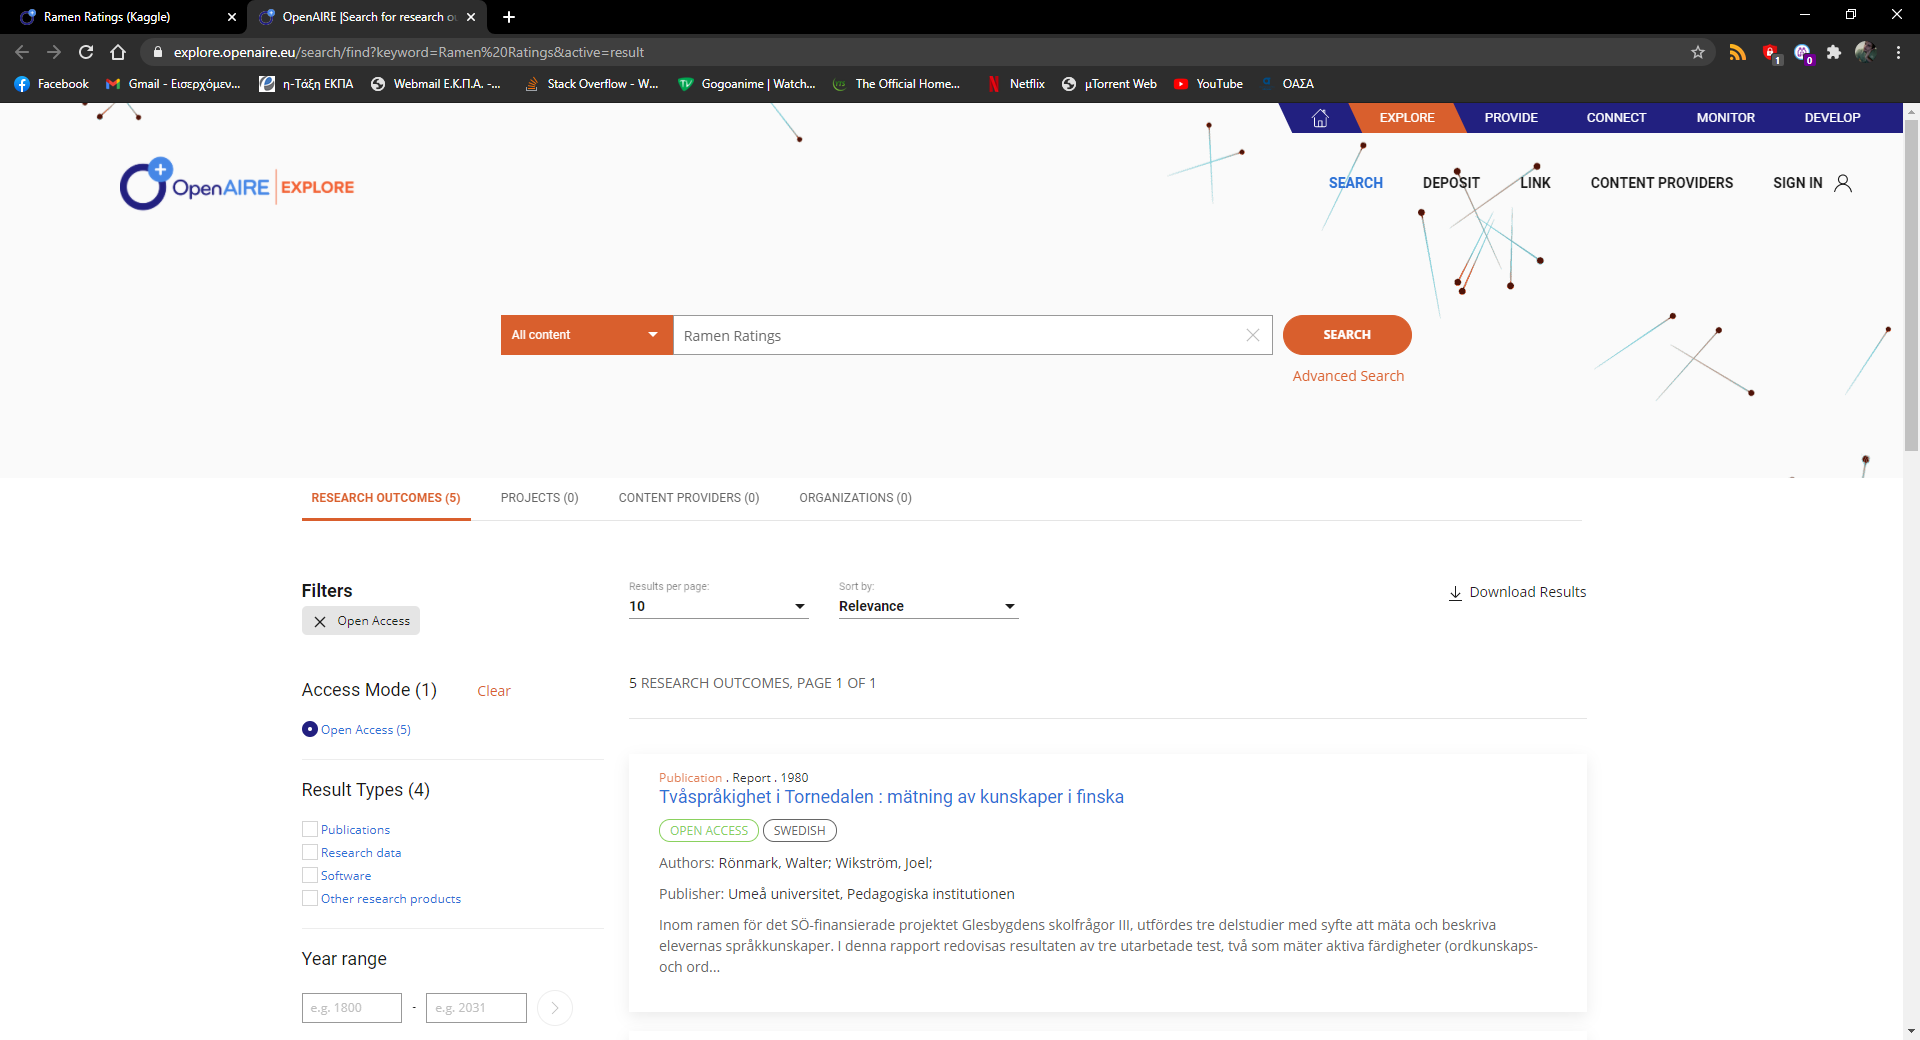 Ramen Ratings (Kaggle)
OpenAIRE |Search for research ou
explore.openaire.eu/search/find?keyword=Ramen%20Ratings&active=result
1
0
Facebook
Gmail - Εισερχόμεν...
η-Τάξη ΕΚΠΑ
Webmail Ε.Κ.Π.Α. -...
Stack Overflow - W...
Gogoanime | Watch...
The Official Home...
Netflix
μTorrent Web
YouTube
ΟΑΣΑ
EXPLORE
PROVIDE
CONNECT
MONITOR
DEVELOP
OpenAIRE | EXPLORE
SEARCH
DEPOSIT
LINK
CONTENT PROVIDERS
SIGN IN
All content
Ramen Ratings
SEARCH
Advanced Search
RESEARCH OUTCOMES (5)
PROJECTS (0)
CONTENT PROVIDERS (0)
ORGANIZATIONS (0)
Filters
Open Access
Results per page:
10
Sort by:
Relevance
Download Results
Access Mode (1)
Clear
Open Access (5)
5 RESEARCH OUTCOMES, PAGE 1 OF 1
Result Types (4)
Publications
Research data
Software
Other research products
Year range
e.g. 1800
-
e.g. 2031
Publication . Report . 1980
Tvåspråkighet i Tornedalen : mätning av kunskaper i finska
OPEN ACCESS
SWEDISH
Authors: Rönmark, Walter; Wikström, Joel;
Publisher: Umeå universitet, Pedagogiska institutionen
Inom ramen för det SÖ-finansierade projektet Glesbygdens skolfrågor III, utfördes tre delstudier med syfte att mäta och beskriva
elevernas språkkunskaper. I denna rapport redovisas resultaten av tre utarbetade test, två som mäter aktiva färdigheter (ordkunskaps-
och ord...